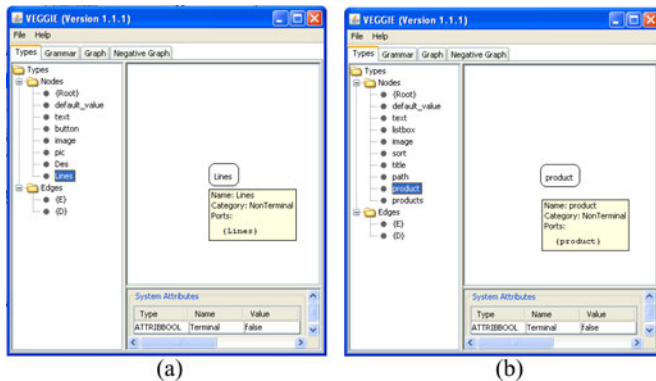 VEGGIE (Version 1.1.1)
File Help
Types Grammar Graph Negative Graph
Types
Nodes
{Root}
default_value
text
button
image
pic
Des
Lines
Edges
{E}
{D}
Lines
Name: Lines
Category: NonTerminal
Ports:
{Lines}
System Attributes
Type Name Value
ATTRIBBOOL Terminal False
(a)
VEGGIE (Version 1.1.1)
File Help
Types Grammar Graph Negative Graph
Types
Nodes
{Root}
default_value
text
listbox
image
sort
title
path
product
products
Edges
{E}
{D}
product
Name: product
Category: NonTerminal
Ports:
{product}
System Attributes
Type Name Value
ATTRIBBOOL Terminal false
(b)